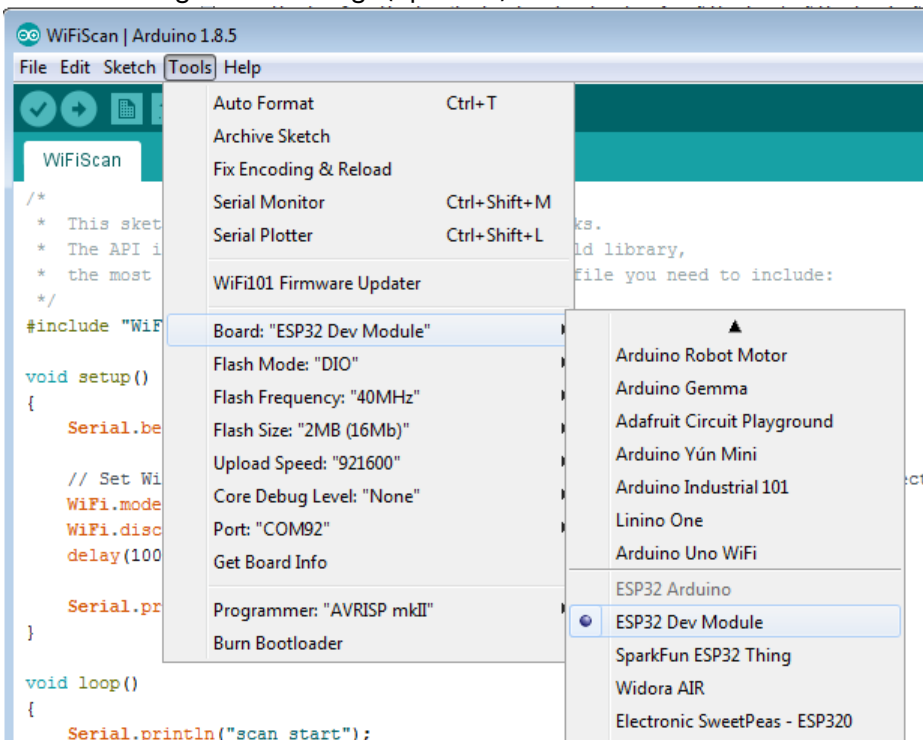 WiFiScan | Arduino 1.8.5
File Edit Sketch Tools Help
Auto Format Ctrl+T
Archive Sketch
Fix Encoding & Reload
Serial Monitor Ctrl+Shift+M
Serial Plotter Ctrl+Shift+L
WiFi101 Firmware Updater
Board: "ESP32 Dev Module"
Flash Mode: "DIO"
Flash Frequency: "40MHz"
Flash Size: "2MB (16Mb)"
Upload Speed: "921600"
Core Debug Level: "None"
Port: "COM92"
Get Board Info
Programmer: "AVRISP mkII"
Burn Bootloader
Arduino Robot Motor
Arduino Gemma
Adafruit Circuit Playground
Arduino Yún Mini
Arduino Industrial 101
Linino One
Arduino Uno WiFi
ESP32 Arduino
ESP32 Dev Module
SparkFun ESP32 Thing
Widora AIR
Electronic SweetPeas - ESP320
WiFiScan
/*
* This sket ks.
* The API i ld library,
* the most file you need to include:
*/
#include "WiF
void setup()
{
Serial.be
// Set Wi ct
WiFi.mode
WiFi.disc
delay(100
Serial.pr
}
void loop()
{
Serial.println("scan start");